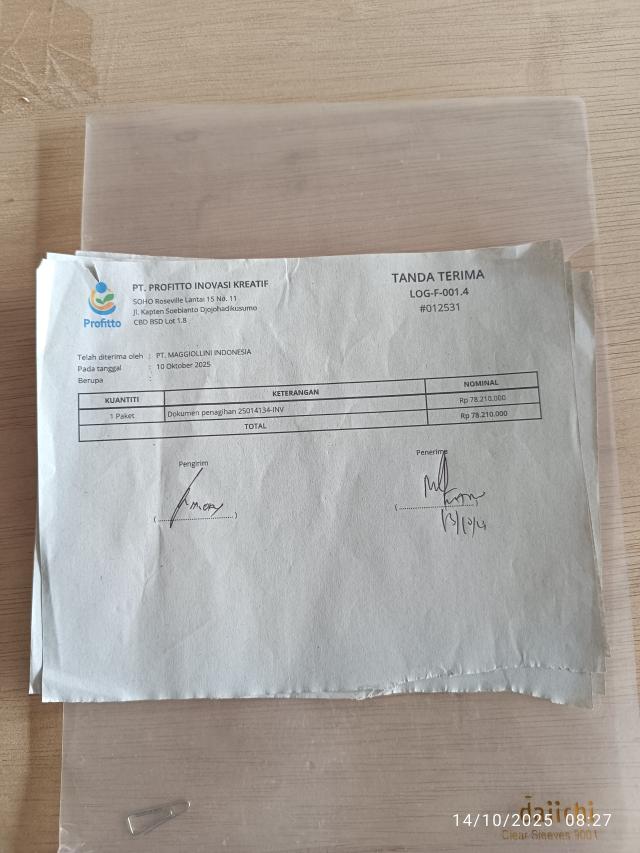 PT. PROFITTO INOVASI KREATIF
SOHO Roseville Lantai 15 No. 11
Jl. Kapten Soebianto Djojohadikusumo
CBD BSD Lot 1.8
Profitto
TANDA TERIMA
LOG-F-001.4
#012531
Telah diterima oleh : PT. MAGGIOLLINI INDONESIA
Pada tanggal : 10 Oktober 2025
Berupa :
KUANTITI KETERANGAN NOMINAL
1 Paket Dokumen penagihan 25014134-INV Rp 78.210.000
TOTAL Rp 78.210.000
Pengirim Penerima
(....................) (....................)
daiichi
Clear Sleeves 9001
14/10/2025 08:27